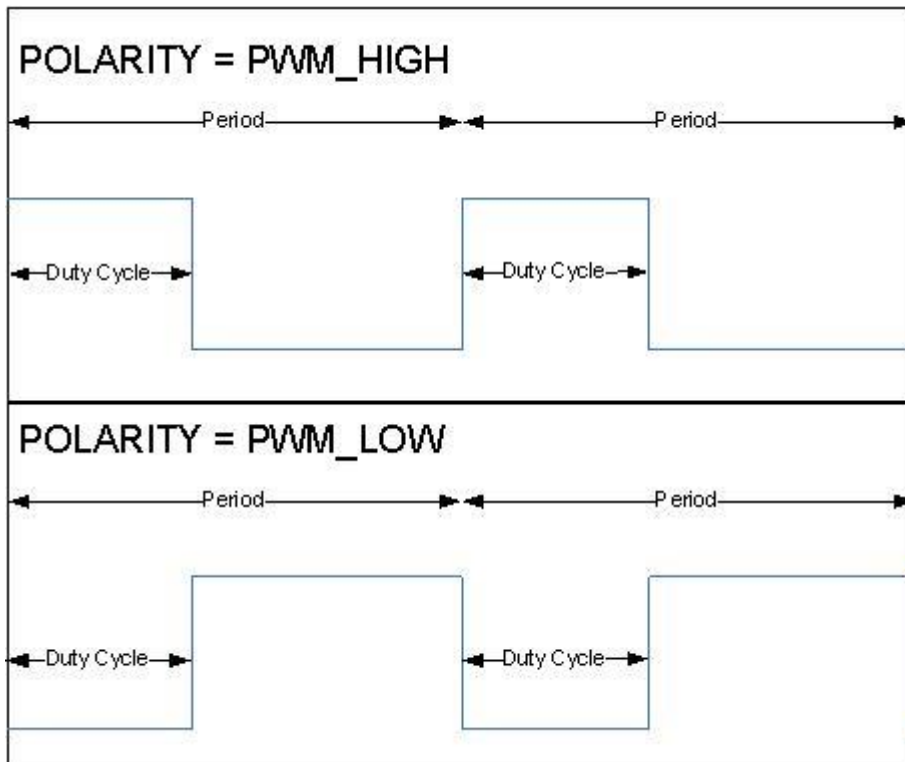 POLARITY = PWM_HIGH
Period Period
Duty Cycle Duty Cycle
POLARITY = PWM_LOW
Period Period
Duty Cycle Duty Cycle